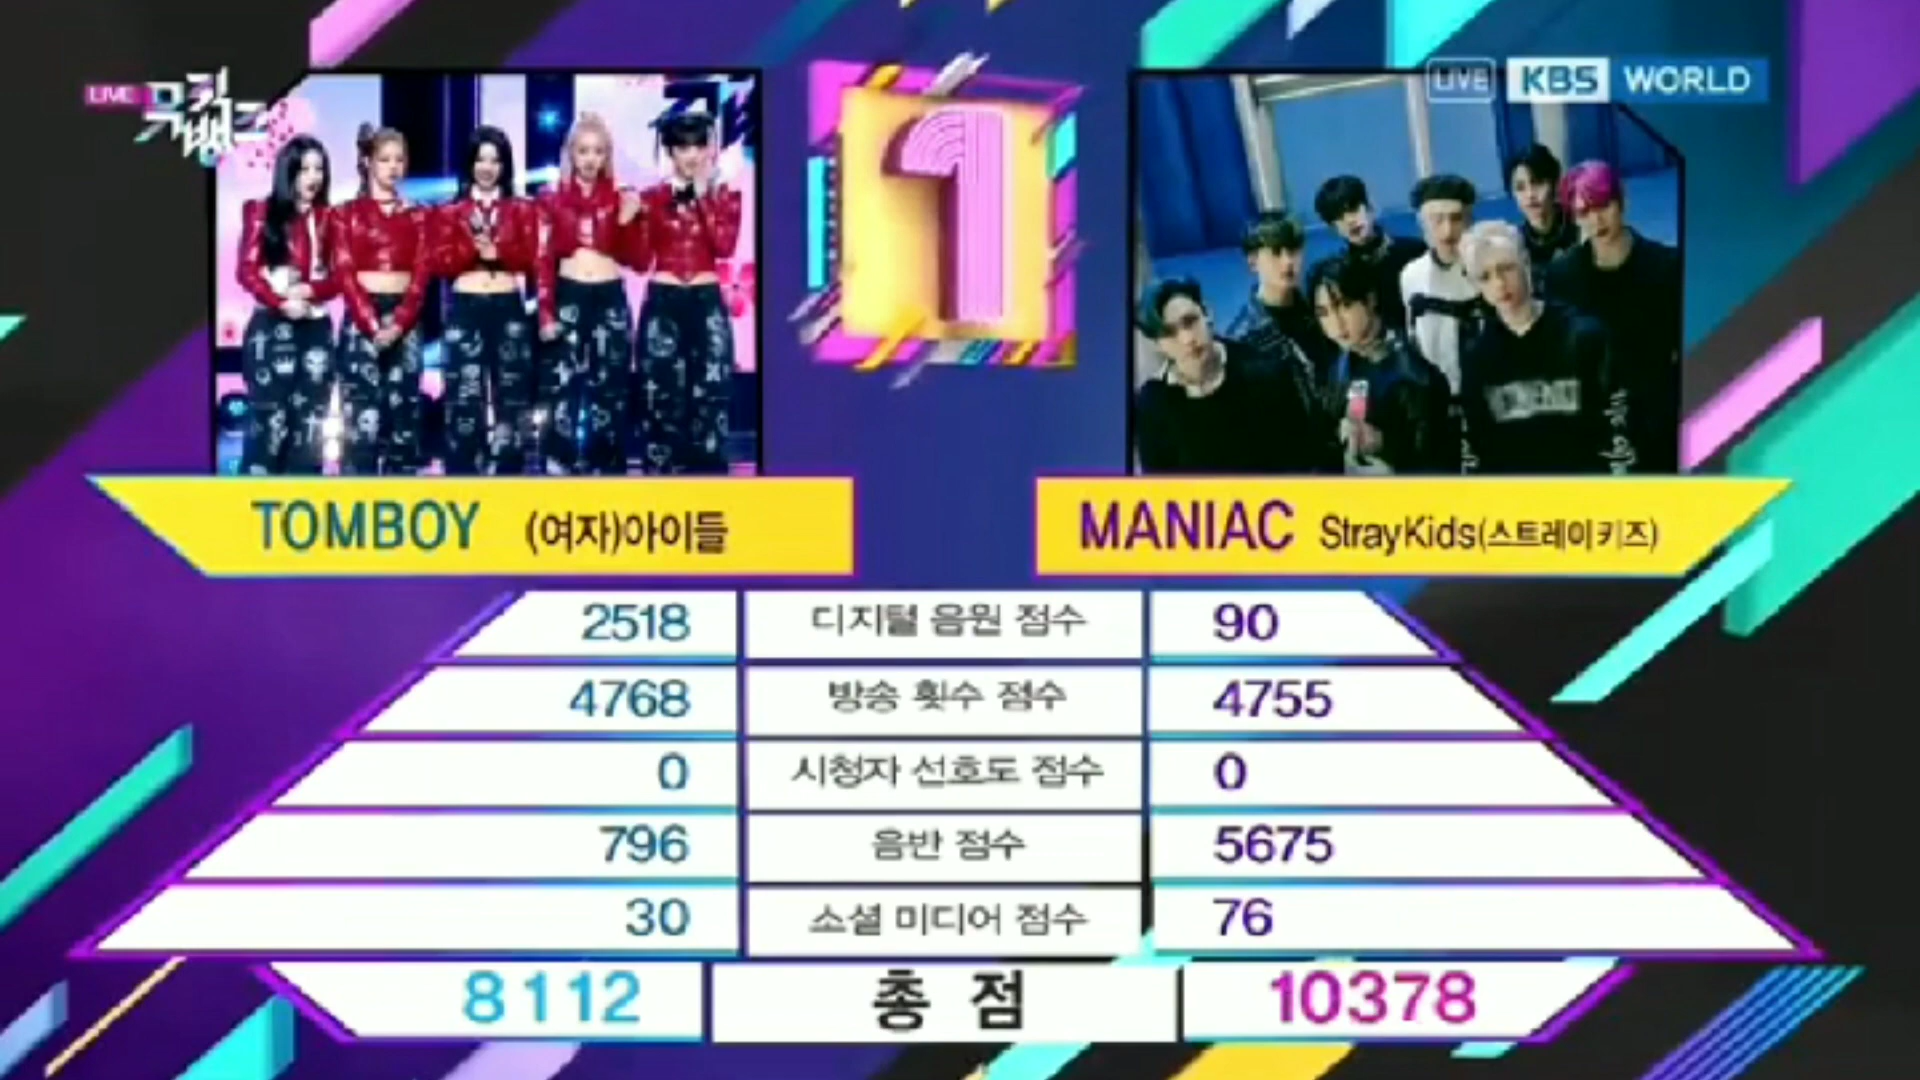 LIVE 뮤직뱅크
LIVE KBS WORLD
1
TOMBOY (여자)아이들
MANIAC StrayKids(스트레이 키즈)
2518 디지털 음원 점수 90
4768 방송 횟수 점수 4755
0 시청자 선호도 점수 0
796 음반 점수 5675
30 소셜 미디어 점수 76
8112 총 점 10378